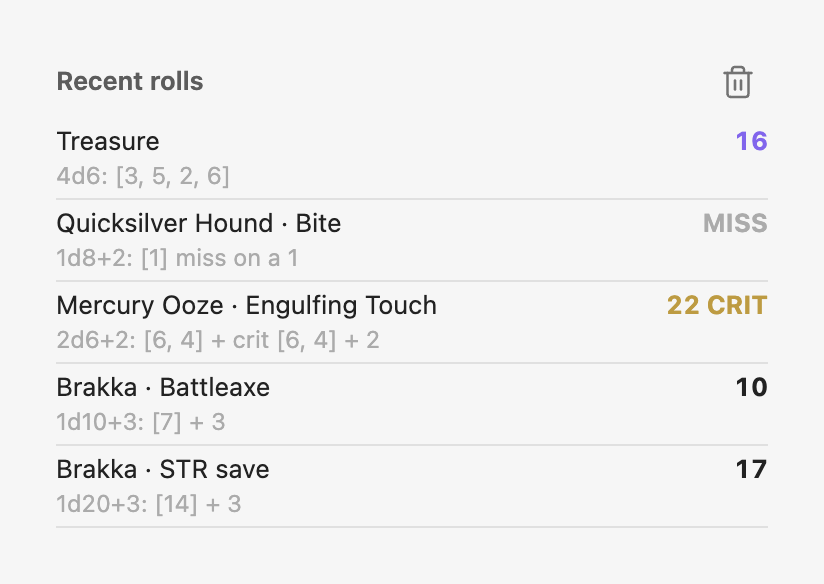 Recent rolls
Treasure 16
4d6: [3, 5, 2, 6]
Quicksilver Hound · Bite MISS
1d8+2: [1] miss on a 1
Mercury Ooze · Engulfing Touch 22 CRIT
2d6+2: [6, 4] + crit [6, 4] + 2
Brakka · Battleaxe 10
1d10+3: [7] + 3
Brakka · STR save 17
1d20+3: [14] + 3